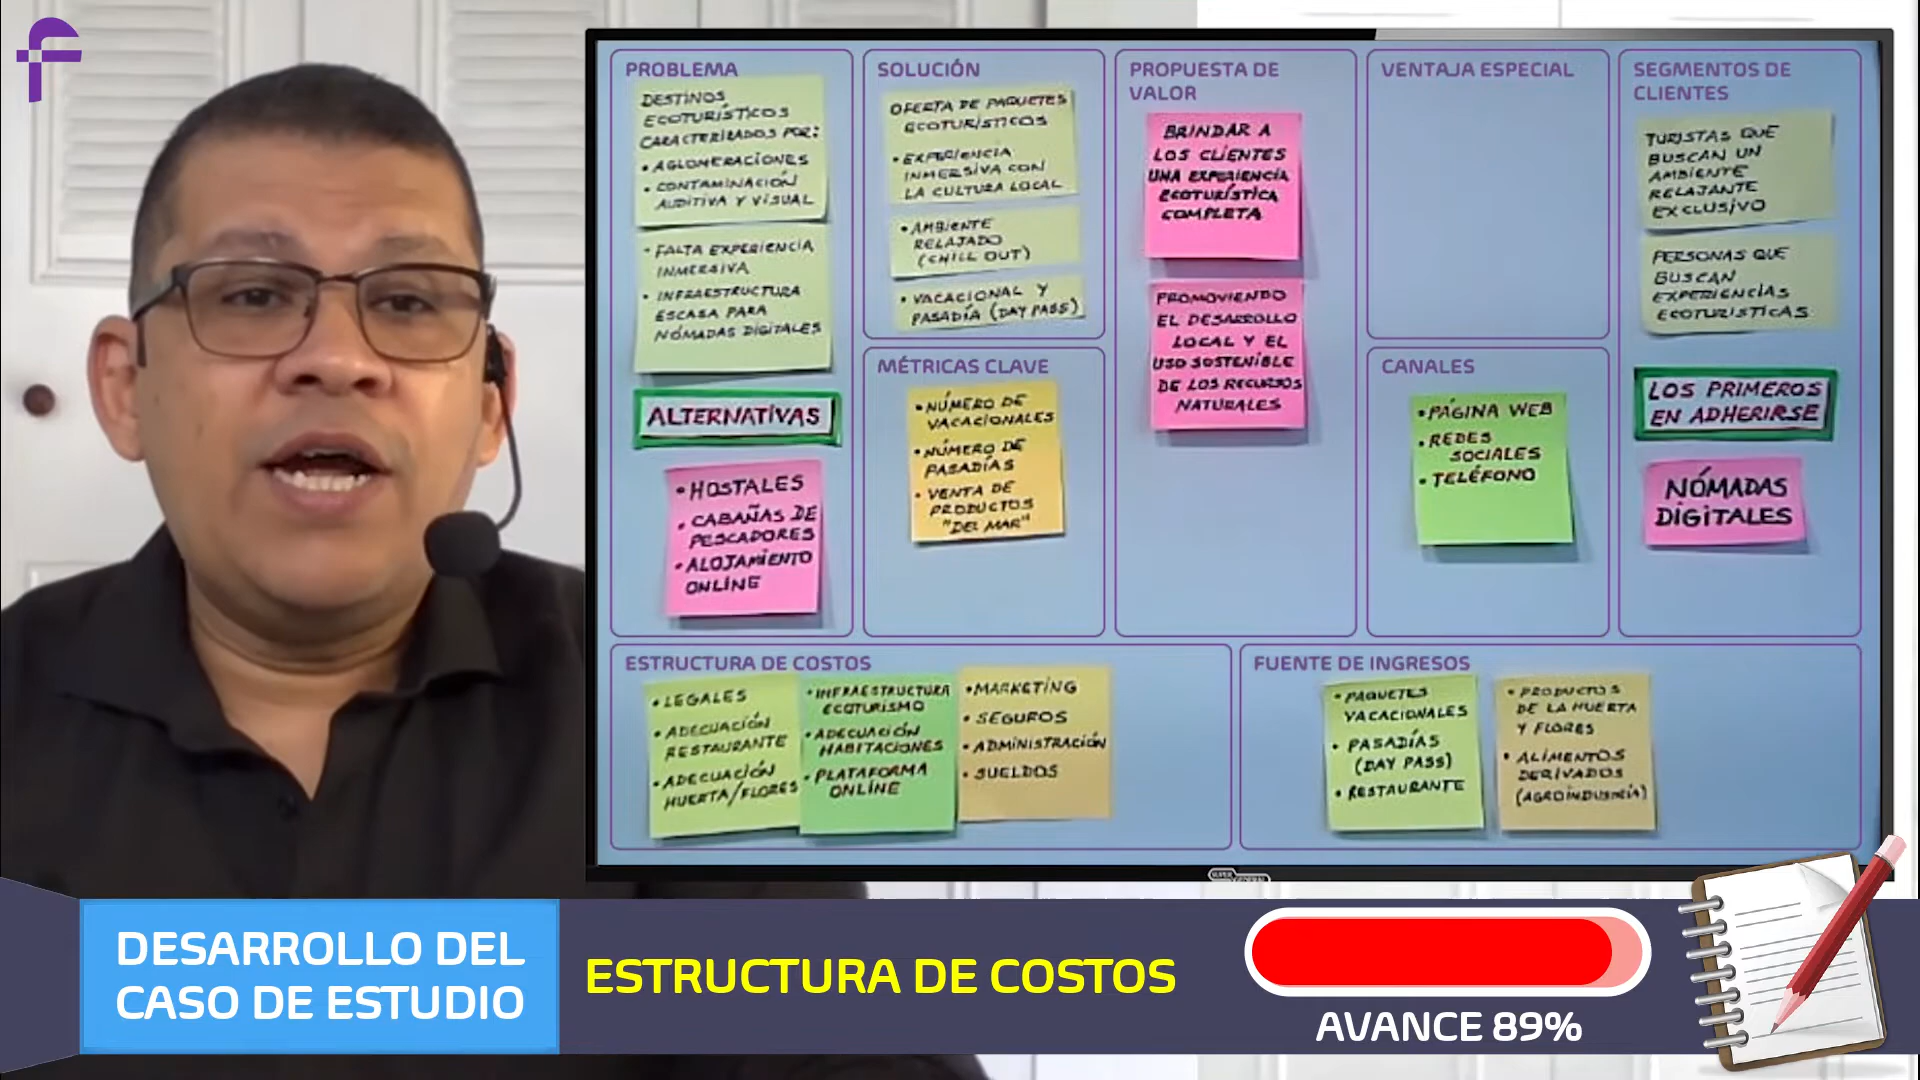 PROBLEMA
DESTINOS
ECOTURÍSTICOS
CARACTERIZADOS POR:
• AGLOMERACIONES
• CONTAMINACIÓN
AUDITIVA Y VISUAL
• FALTA EXPERIENCIA
INMERSIVA
• INFRAESTRUCTURA
ESCASA PARA
NÓMADAS DIGITALES
ALTERNATIVAS
• HOSTALES
• CABAÑAS DE
PESCADORES
• ALOJAMIENTO
ONLINE
SOLUCIÓN
OFERTA DE PAQUETES
ECOTURÍSTICOS
• EXPERIENCIA
INMERSIVA CON
LA CULTURA LOCAL
• AMBIENTE
RELAJADO
(CHILL OUT)
• VACACIONAL Y
PASADÍA (DAY PASS)
MÉTRICAS CLAVE
• NÚMERO DE
VACACIONALES
• NÚMERO DE
PASADÍAS
• VENTA DE
PRODUCTOS
"DEL MAR"
PROPUESTA DE
VALOR
BRINDAR A
LOS CLIENTES
UNA EXPERIENCIA
ECOTURÍSTICA
COMPLETA
PROMOVIENDO
EL DESARROLLO
LOCAL Y EL
USO SOSTENIBLE
DE LOS RECURSOS
NATURALES
VENTAJA ESPECIAL
CANALES
• PÁGINA WEB
• REDES
SOCIALES
• TELÉFONO
SEGMENTOS DE
CLIENTES
TURISTAS QUE
BUSCAN UN
AMBIENTE
RELAJANTE
EXCLUSIVO
PERSONAS QUE
BUSCAN
EXPERIENCIAS
ECOTURISTICAS
LOS PRIMEROS
EN ADHERIRSE
NÓMADAS
DIGITALES
ESTRUCTURA DE COSTOS
• LEGALES
• ADECUACIÓN
RESTAURANTE
• ADECUACIÓN
HUERTA/FLORES
• INFRAESTRUCTURA
ECOTURISMO
• ADECUACIÓN
HABITACIONES
• PLATAFORMA
ONLINE
• MARKETING
• SEGUROS
• ADMINISTRACIÓN
• SUELDOS
FUENTE DE INGRESOS
• PAQUETES
VACACIONALES
• PASADÍAS
(DAY PASS)
• RESTAURANTE
• PRODUCTOS
DE LA HUERTA
Y FLORES
• ALIMENTOS
DERIVADOS
(AGROINDUSTRIA)
DESARROLLO DEL
CASO DE ESTUDIO
ESTRUCTURA DE COSTOS
AVANCE 89%